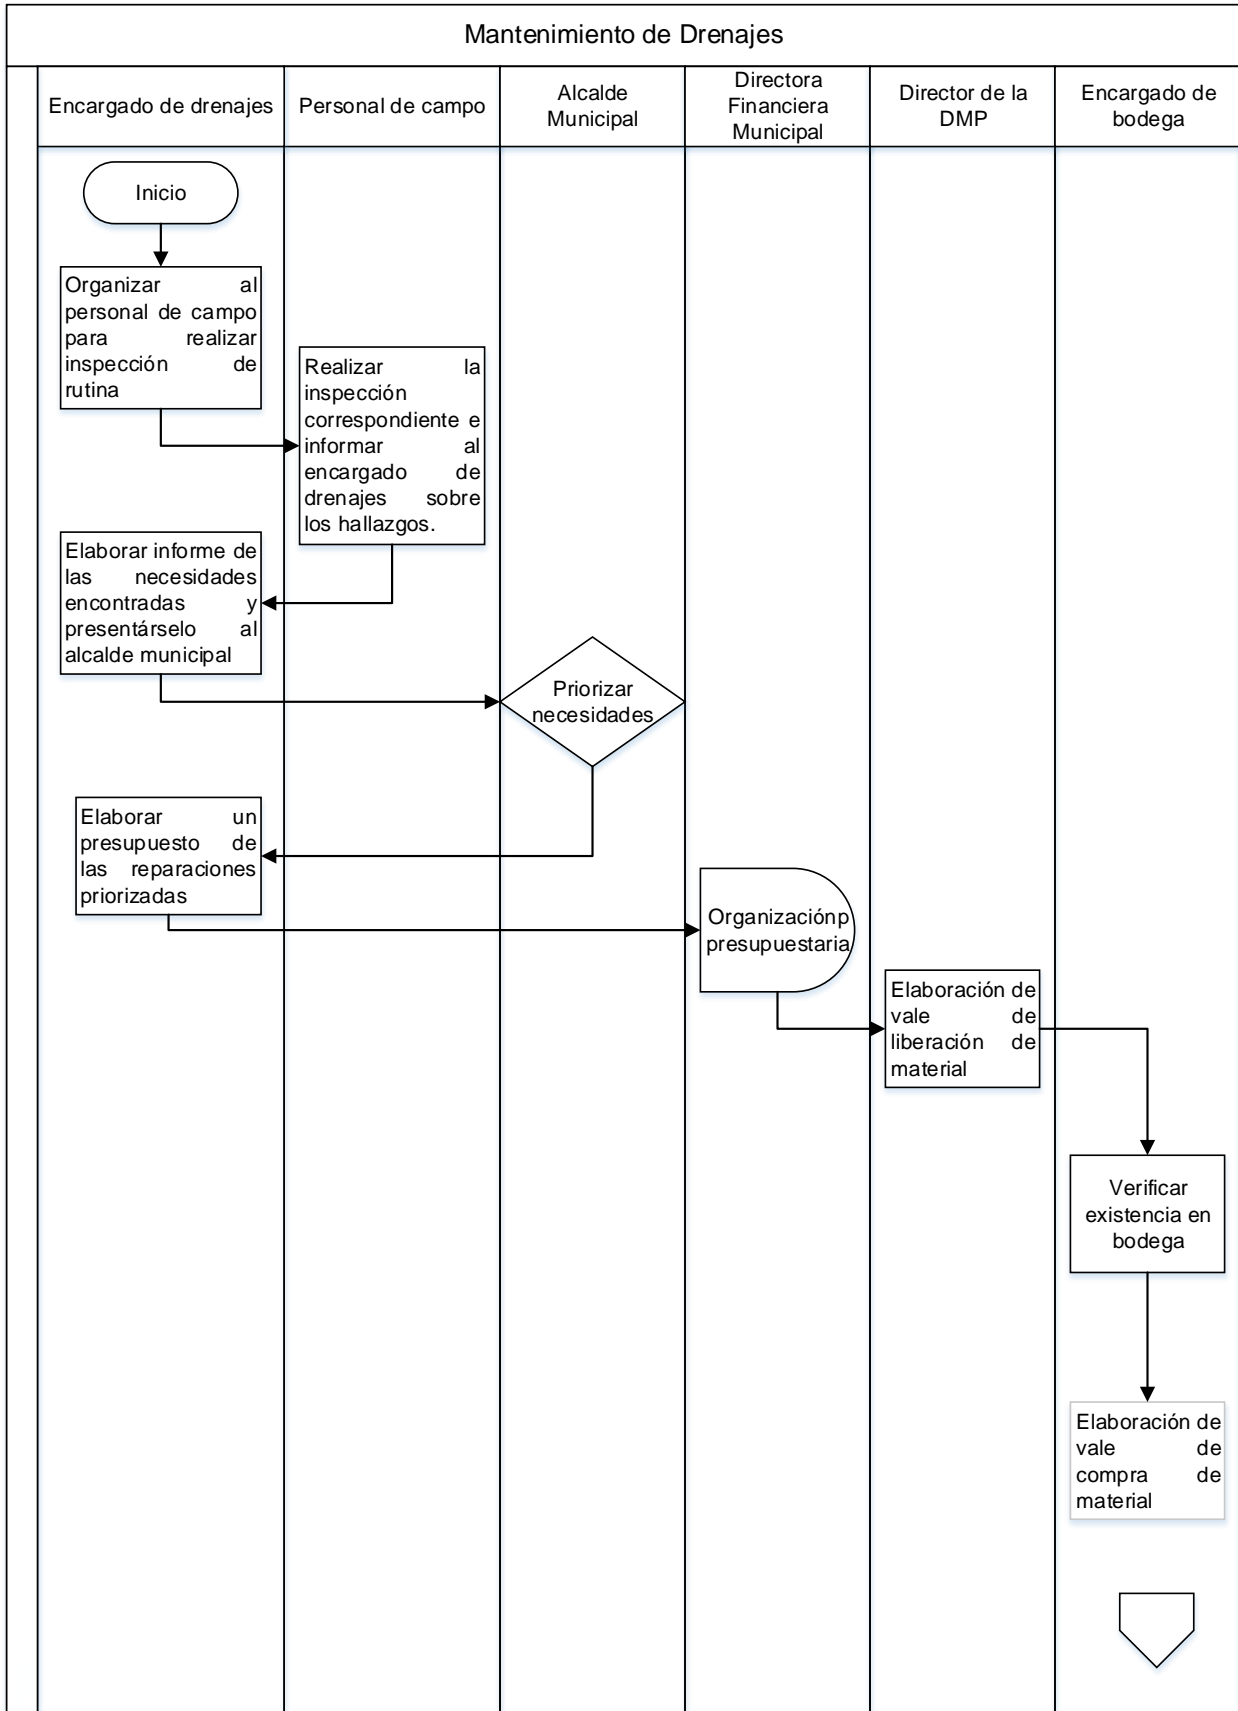 Mantenimiento de Drenajes
Encargado de drenajes
Personal de campo
Alcalde
Municipal
Directora
Financiera
Municipal
Director de la
DMP
Encargado de
bodega
Inicio
Organizar al
personal de campo
para realizar
inspección de
rutina
Realizar la
inspección
correspondiente e
informar al
encargado de
drenajes sobre
los hallazgos.
Elaborar informe de
las necesidades
encontradas y
presentárselo al
alcalde municipal
Priorizar
necesidades
Elaborar un
presupuesto de
las reparaciones
priorizadas
Organizaciónp
presupuestaria
Elaboración de
vale de
liberación de
material
Verificar
existencia en
bodega
Elaboración de
vale de
compra de
material